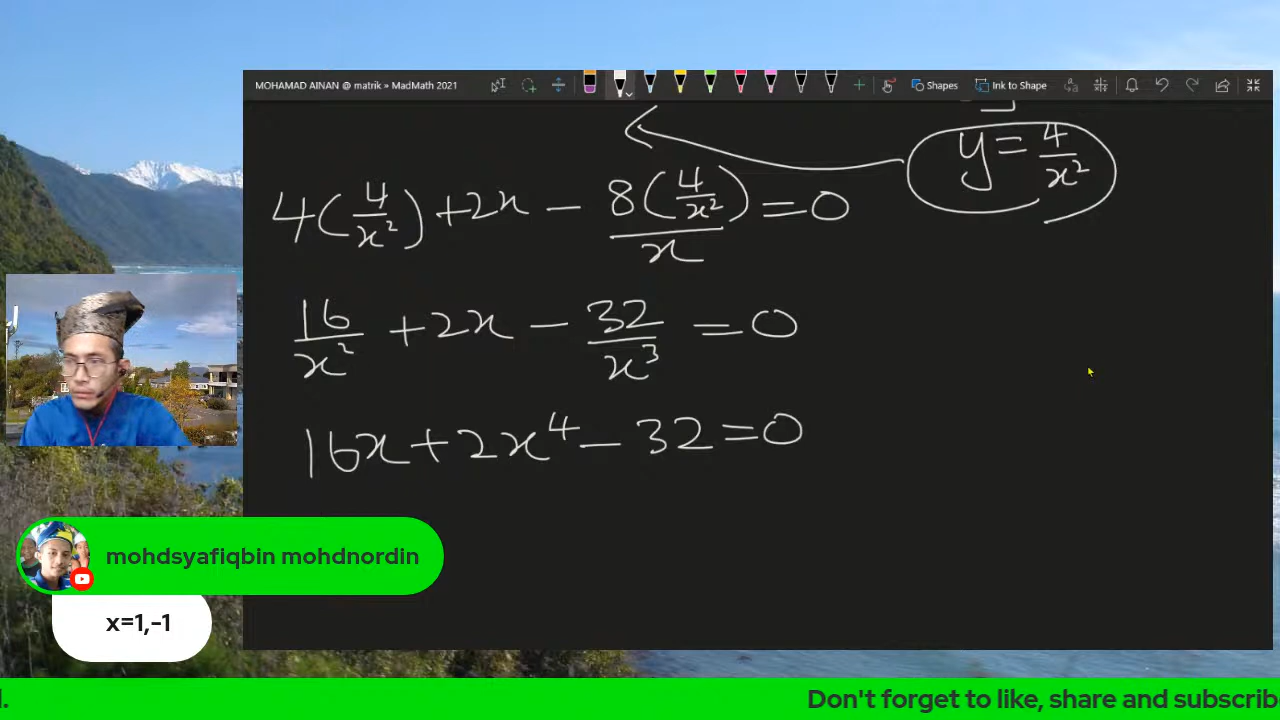 MOHAMAD AINAN @ matrik » MadMath 2021
Shapes
Ink to Shape
y = 4/x²
4(4/x²) + 2x − 8(4/x²)/x = 0
16/x² + 2x − 32/x³ = 0
16x + 2x⁴ − 32 = 0
mohdsyafiqbin mohdnordin
x=1,-1
Don't forget to like, share and subscrib